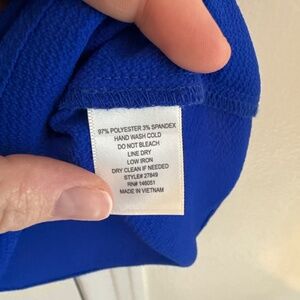 97% POLYESTER 3% SPANDEX
HAND WASH COLD
DO NOT BLEACH
LINE DRY
LOW IRON
DRY CLEAN IF NEEDED
STYLE# 27849
RN# 146051
MADE IN VIETNAM